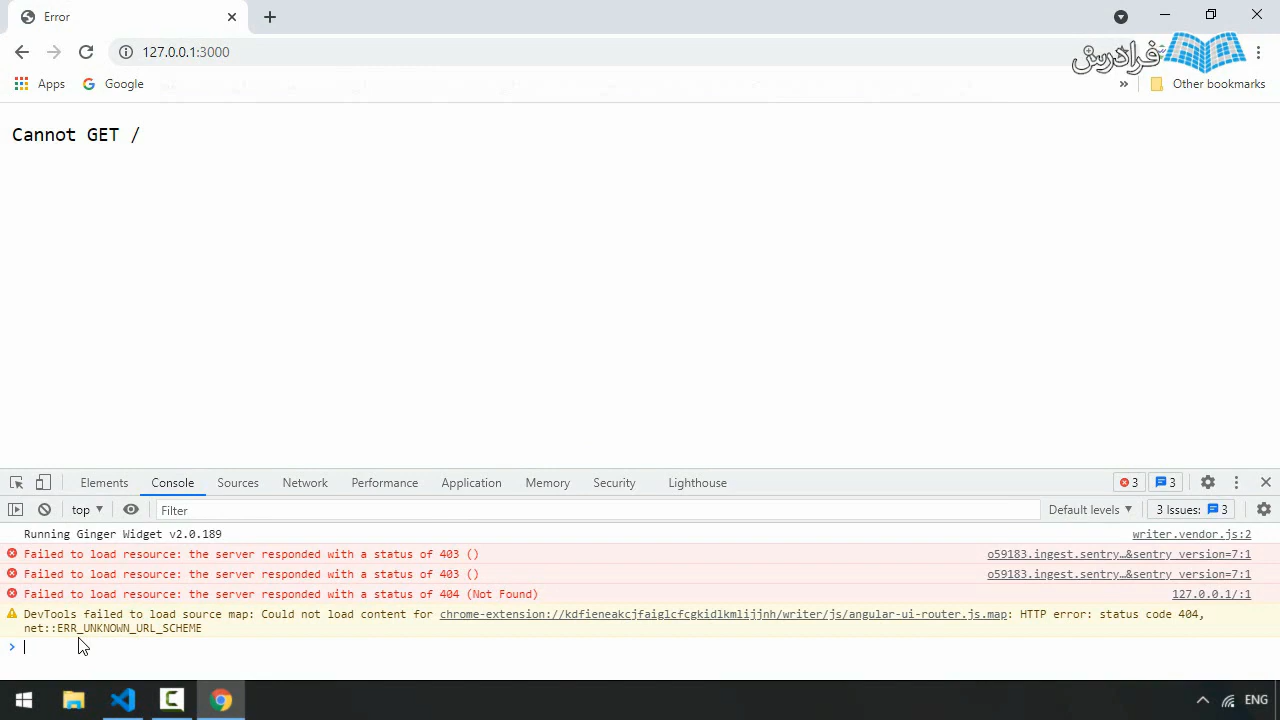 Error
127.0.0.1:3000
فرادرس
Apps
Google
»
Other bookmarks
Cannot GET /
Elements
Console
Sources
Network
Performance
Application
Memory
Security
Lighthouse
3
3
top
Filter
Default levels
3 Issues:
3
Running Ginger Widget v2.0.189
writer.vendor.js:2
Failed to load resource: the server responded with a status of 403 ()
o59183.ingest.sentry…&sentry_version=7:1
Failed to load resource: the server responded with a status of 403 ()
o59183.ingest.sentry…&sentry_version=7:1
Failed to load resource: the server responded with a status of 404 (Not Found)
127.0.0.1/:1
DevTools failed to load source map: Could not load content for chrome-extension://kdfieneakcjfaiglcfcgkidlkmlijjnh/writer/js/angular-ui-router.js.map: HTTP error: status code 404,
net::ERR_UNKNOWN_URL_SCHEME
ENG